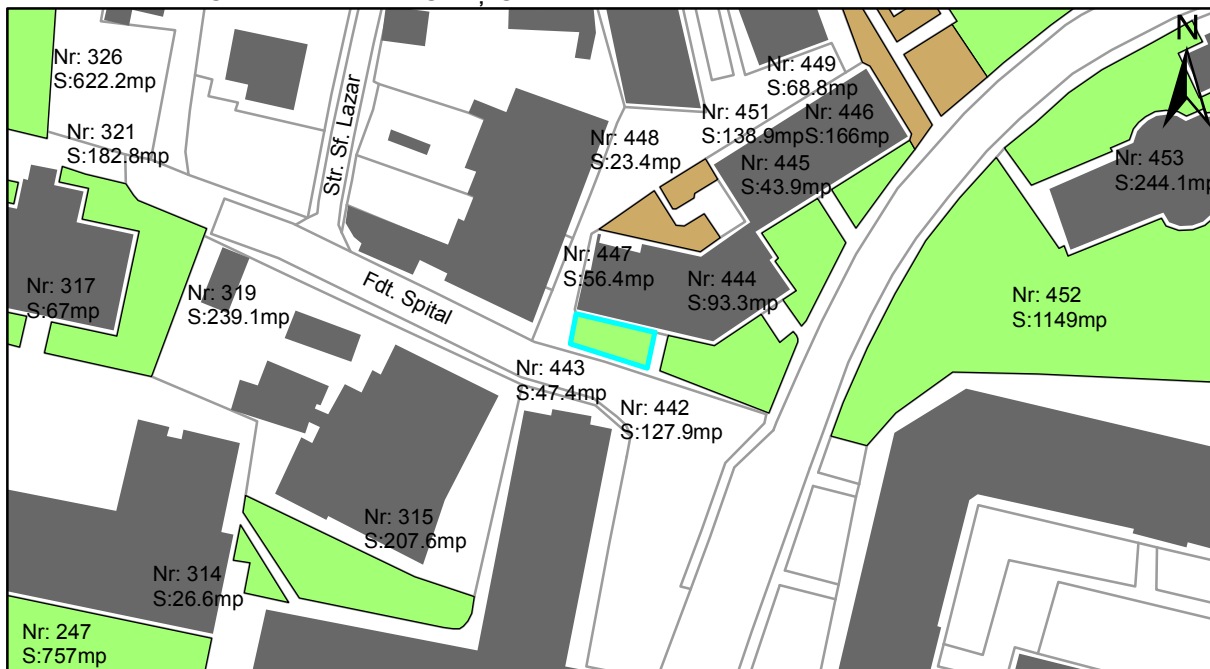 N
Nr: 326
S:622.2mp
Nr: 321
S:182.8mp
Str. Sf. Lazar
Nr: 449
S:68.8mp
Nr: 451
S:138.9mp
Nr: 446
S:166mp
Nr: 448
S:23.4mp
Nr: 445
S:43.9mp
Nr: 453
S:244.1mp
Nr: 317
S:67mp
Nr: 319
S:239.1mp
Fdt. Spital
Nr: 447
S:56.4mp
Nr: 444
S:93.3mp
Nr: 452
S:1149mp
Nr: 443
S:47.4mp
Nr: 442
S:127.9mp
Nr: 315
S:207.6mp
Nr: 314
S:26.6mp
Nr: 247
S:757mp